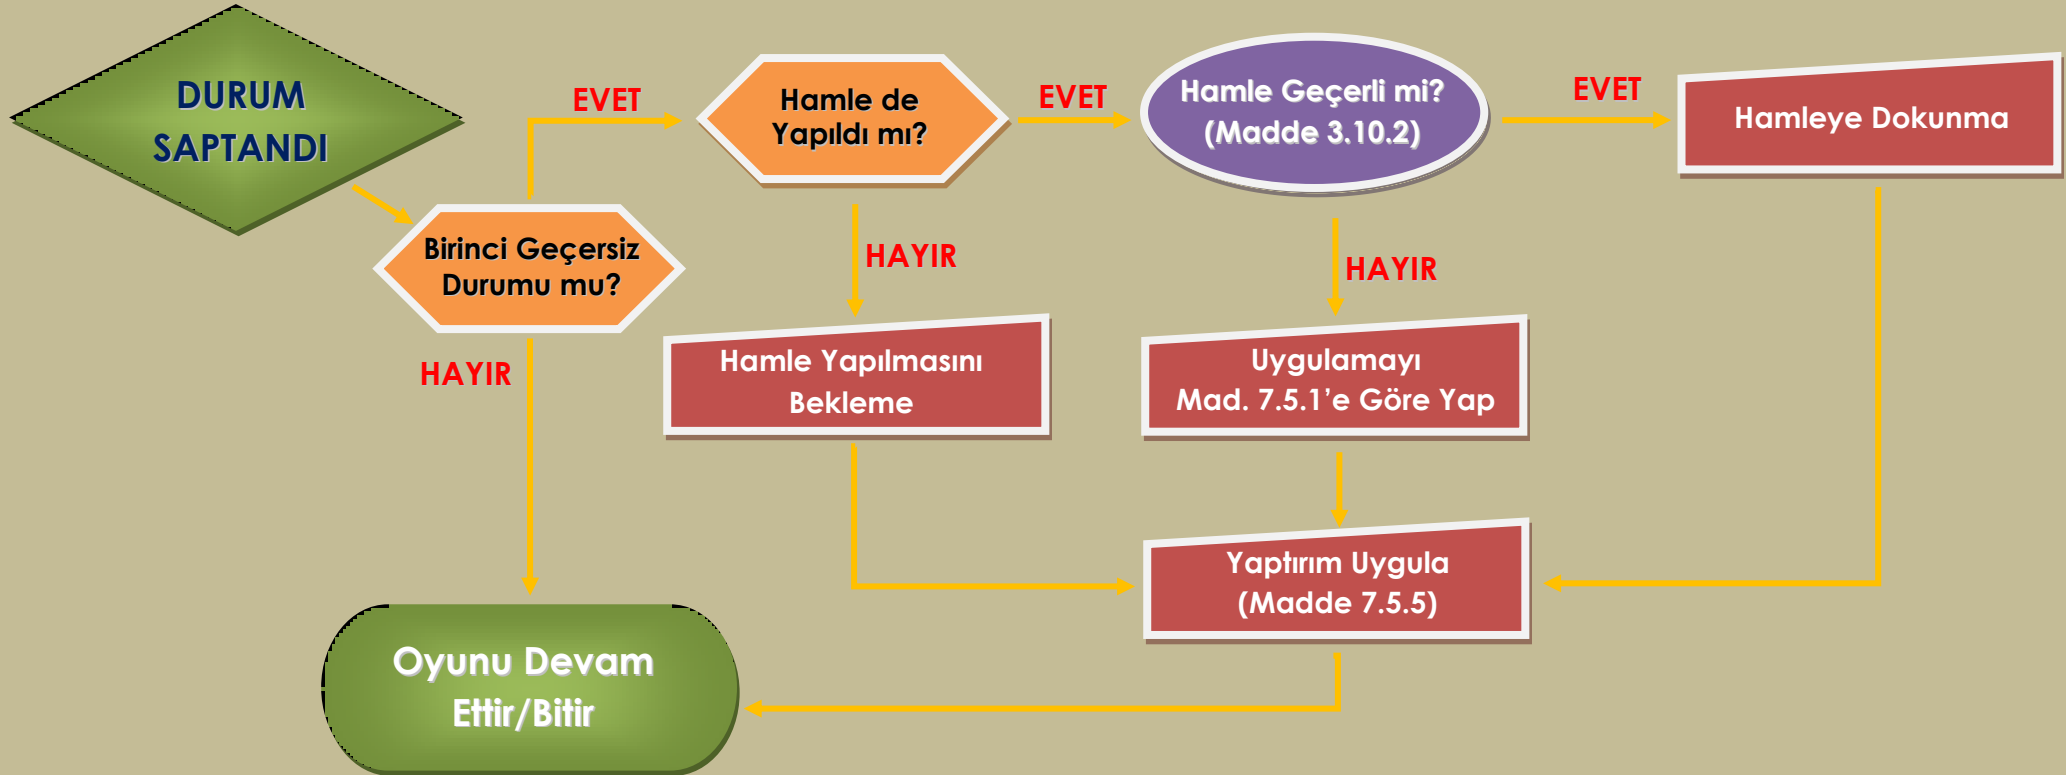 DURUM
SAPTANDI
EVET
Hamle de
Yapıldı mı?
EVET
Hamle Geçerli mi?
(Madde 3.10.2)
EVET
Hamleye Dokunma
Birinci Geçersiz
Durumu mu?
HAYIR
HAYIR
HAYIR
Hamle Yapılmasını
Bekleme
Uygulamayı
Mad. 7.5.1’e Göre Yap
Yaptırım Uygula
(Madde 7.5.5)
Oyunu Devam
Ettir/Bitir